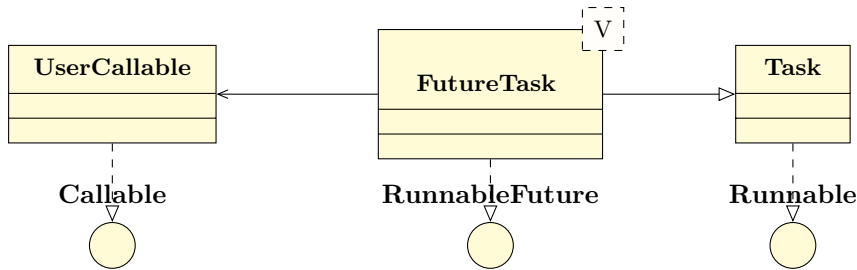 V
UserCallable
FutureTask
Task
Callable
RunnableFuture
Runnable